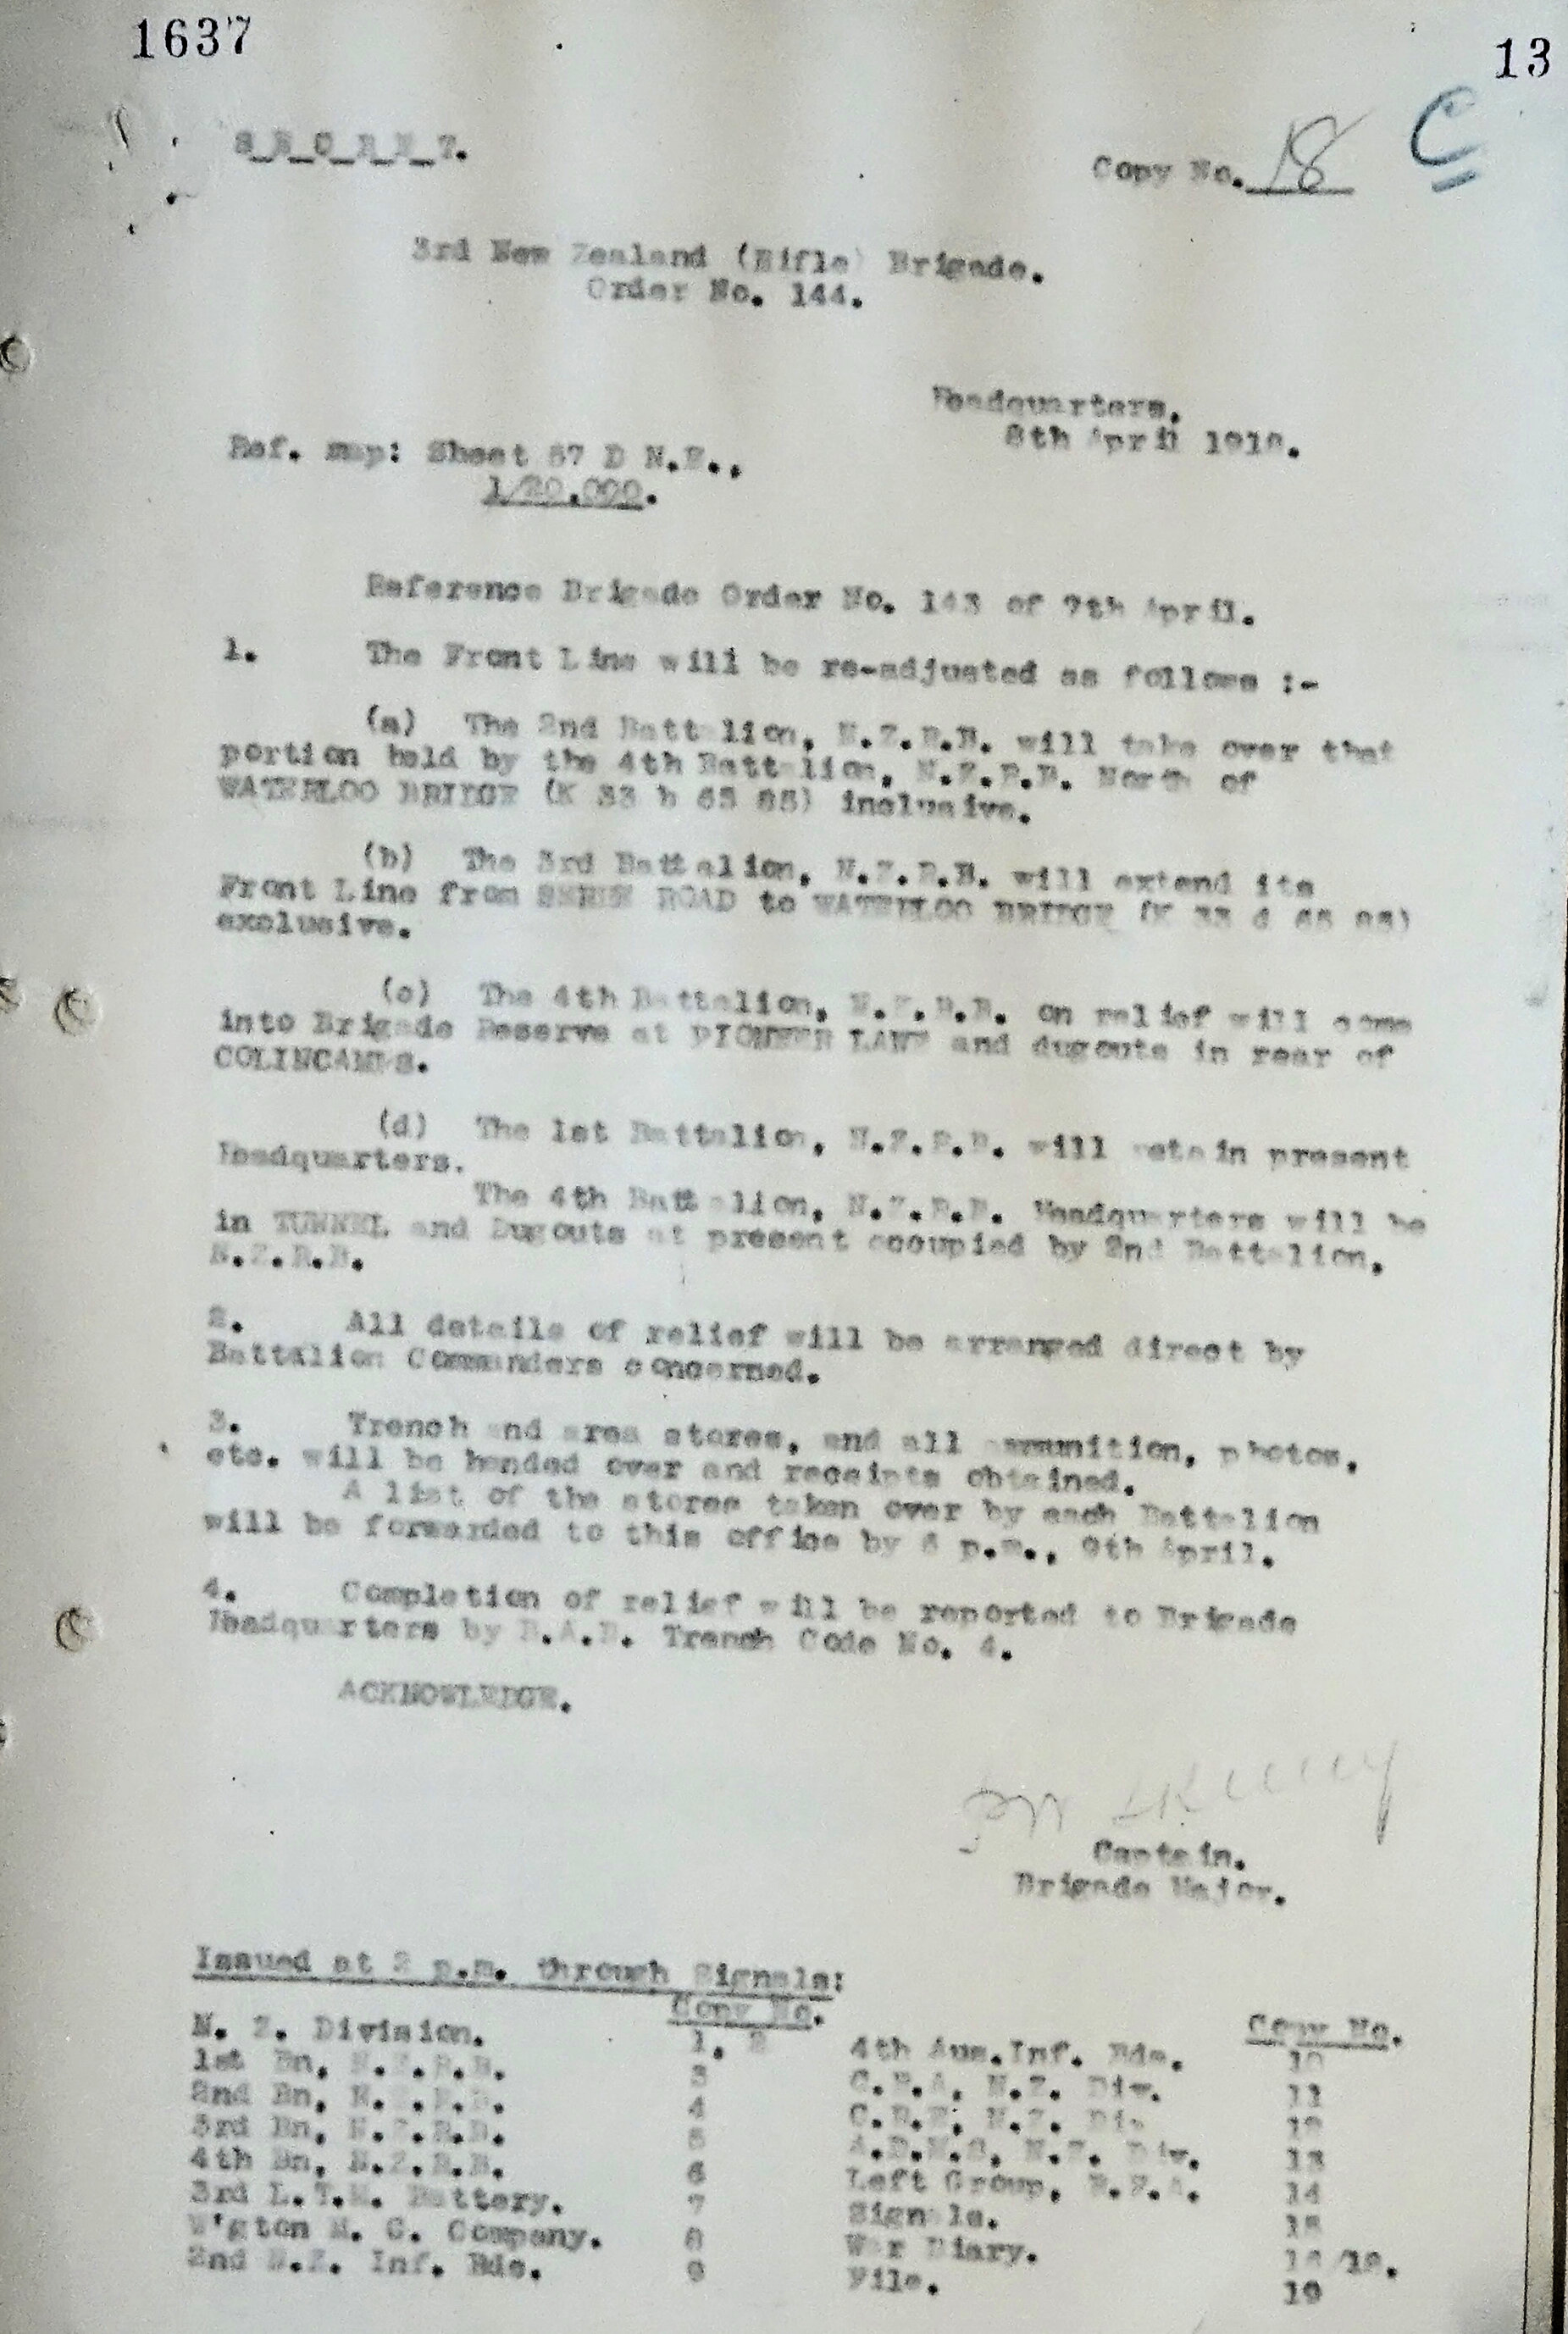 1637
13
S_E_C_R_E_T.
Copy No. 18
C
3rd New Zealand (Rifle) Brigade.
Order No. 144.
Headquarters,
8th April 1918.
Ref. map: Sheet 57 D N.E.,
1/20,000.
Reference Brigade Order No. 143 of 7th April.
1. The Front Line will be re-adjusted as follows :-
(a) The 2nd Battalion, N.Z.R.B. will take over that
portion held by the 4th Battalion, N.Z.R.B. North of
WATERLOO BRIDGE (K 33 b 65 85) inclusive.
(b) The 3rd Battalion, N.Z.R.B. will extend its
Front Line from SERRE ROAD to WATERLOO BRIDGE (K 33 d 65 85)
exclusive.
(c) The 4th Battalion, N.Z.R.B. on relief will come
into Brigade Reserve at PIONEER LANE and dugouts in rear of
COLINCAMPS.
(d) The 1st Battalion, N.Z.R.B. will retain present
Headquarters.
The 4th Battalion, N.Z.R.B. Headquarters will be
in TUNNEL and Dugouts at present occupied by 2nd Battalion,
N.Z.R.B.
2. All details of relief will be arranged direct by
Battalion Commanders concerned.
3. Trench and area stores, and all ammunition, photos,
etc. will be handed over and receipts obtained.
A list of the stores taken over by each Battalion
will be forwarded to this office by 6 p.m., 9th April.
4. Completion of relief will be reported to Brigade
Headquarters by B.A.B. Trench Code No. 4.
ACKNOWLEDGE.
Captain.
Brigade Major.
Issued at 2 p.m. through Signals:
Copy No. Copy No.
N. Z. Division. 1, 2 4th Aus.Inf. Bde. 10
1st Bn, N.Z.R.B. 3 C.R.A, N.Z. Div. 11
2nd Bn, N.Z.R.B. 4 C.R.E, N.Z. Div 12
3rd Bn, N.Z.R.B. 5 A.D.M.S, N.Z. Div. 13
4th Bn, N.Z.R.B. 6 Left Group, N.F.A. 14
3rd L.T.M. Battery. 7 Signals. 15
W'gton M. G. Company. 8 War Diary. 16/18.
2nd N.Z. Inf. Bde. 9 File. 19